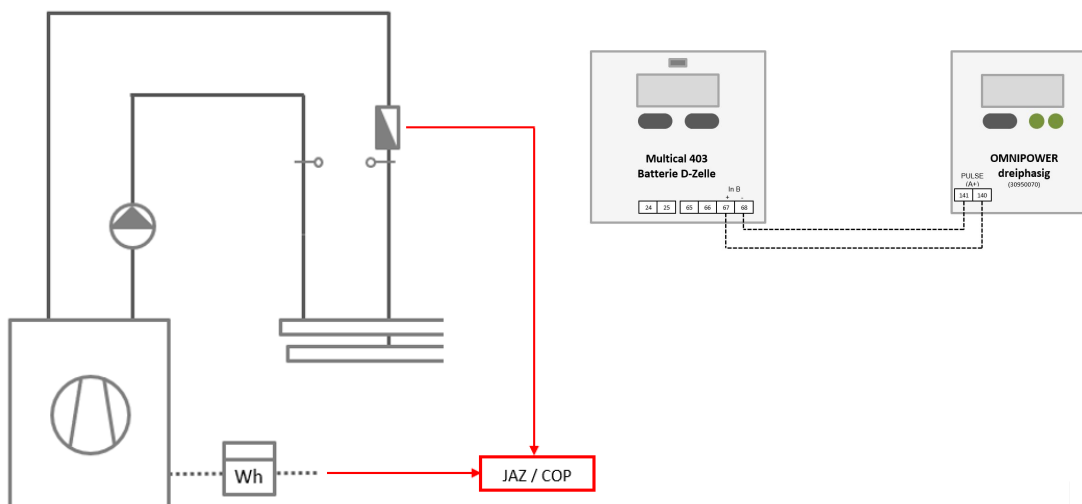 Multical 403
Batterie D-Zelle
In B
+ -
24 25 65 66 67 68
OMNIPOWER
dreiphasig
(30950070)
PULSE
(A+)
141 140
Wh
JAZ / COP